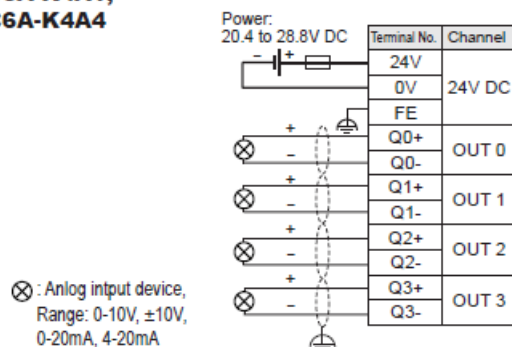 6A-K4A4
Power:
20.4 to 28.8V DC
Terminal No. Channel
24V
0V 24V DC
FE
Q0+
Q0- OUT 0
Q1+
Q1- OUT 1
Q2+
Q2- OUT 2
Q3+
Q3- OUT 3
- +
+
-
+
-
+
-
+
-
: Anlog intput device,
Range: 0-10V, ±10V,
0-20mA, 4-20mA